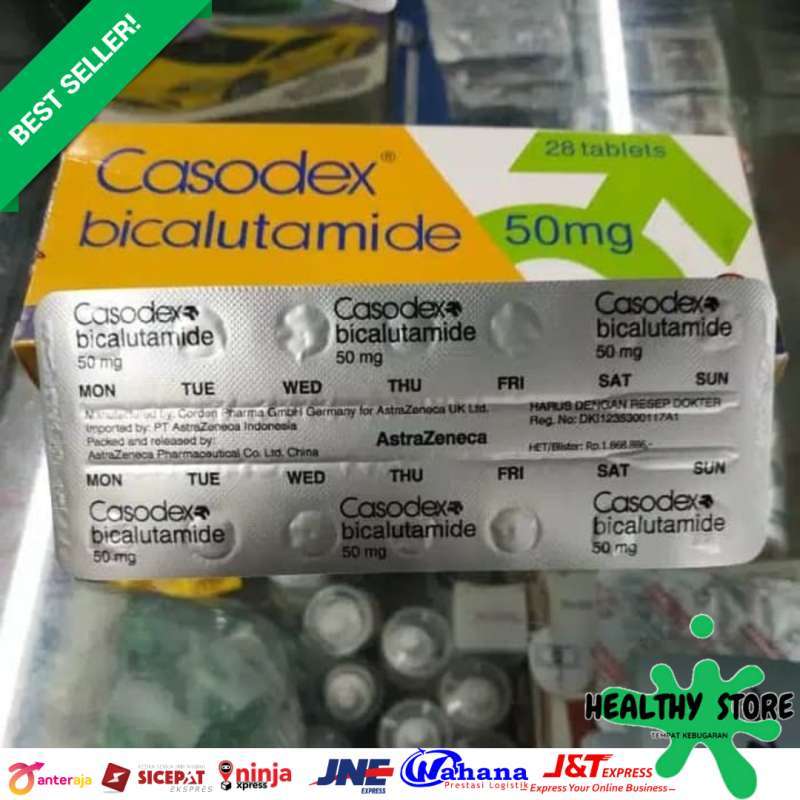 BEST SELLER!
Casodex®
bicalutamide
28 tablets
50mg
Casodex
bicalutamide
50 mg
Casodex
bicalutamide
50 mg
Casodex
bicalutamide
50 mg
MON TUE WED THU FRI SAT SUN
Manufactured by: Corden Pharma GmbH Germany for AstraZeneca UK Ltd.
Imported by: PT AstraZeneca Indonesia
Packed and released by:
AstraZeneca Pharmaceutical Co. Ltd. China
AstraZeneca
HARUS DENGAN RESEP DOKTER
Reg. No: DKI1235300117A1
HET/Blister: Rp.1.868.886,-
MON TUE WED THU FRI SAT SUN
Casodex
bicalutamide
50 mg
Casodex
bicalutamide
50 mg
Casodex
bicalutamide
50 mg
HEALTHY STORE
TEMPAT KEBUGARAN
anteraja
SICEPAT
EKSPRES
ninja
xpress
JNE
EXPRESS
Wahana
Prestasi Logistik
J&T EXPRESS
Express Your Online Business